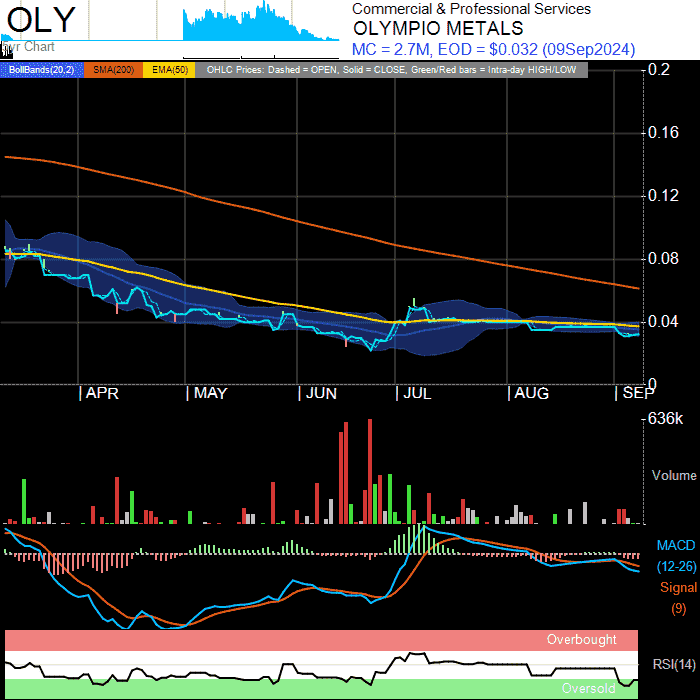 OLY
Commercial & Professional Services
OLYMPIO METALS
MC = 2.7M, EOD = $0.032 (09Sep2024)
Chart
BollBands(20,2) SMA(200) EMA(50) OHLC Prices: Dashed = OPEN, Solid = CLOSE, Green/Red bars = Intra-day HIGH/LOW
0.2
0.16
0.12
0.08
0.04
0
APR MAY JUN JUL AUG SEP
636k
Volume
MACD
(12-26)
Signal
(9)
Overbought
RSI(14)
Oversold